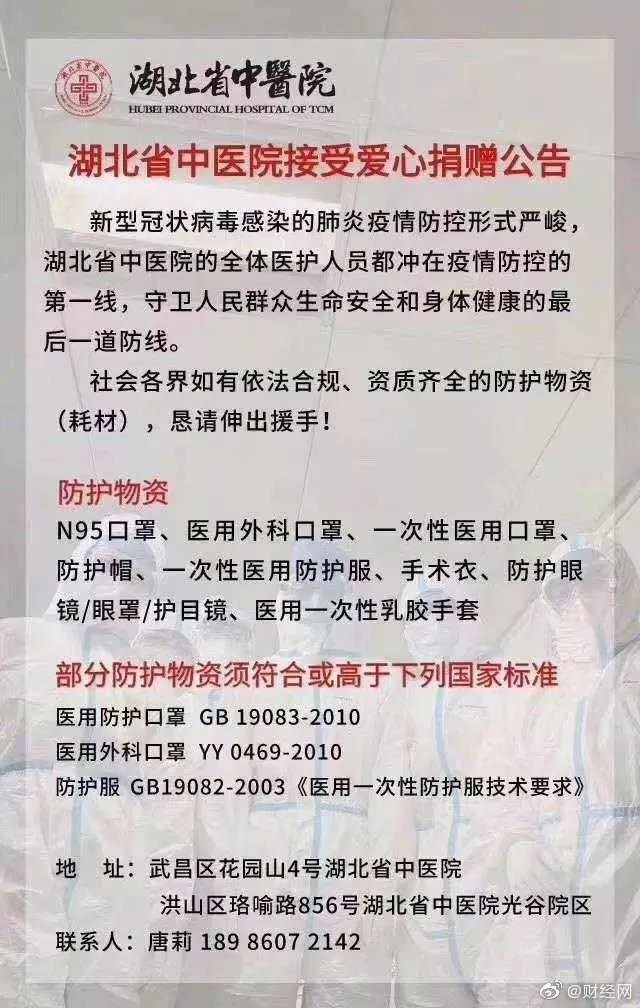 湖北省中醫院
HUBEI PROVINCIAL HOSPITAL OF TCM
湖北省中医院接受爱心捐赠公告
新型冠状病毒感染的肺炎疫情防控形式严峻，
湖北省中医院的全体医护人员都冲在疫情防控的
第一线，守卫人民群众生命安全和身体健康的最
后一道防线。
社会各界如有依法合规、资质齐全的防护物资
（耗材），恳请伸出援手！
防护物资
N95口罩、医用外科口罩、一次性医用口罩、
防护帽、一次性医用防护服、手术衣、防护眼
镜/眼罩/护目镜、医用一次性乳胶手套
部分防护物资须符合或高于下列国家标准
医用防护口罩 GB 19083-2010
医用外科口罩 YY 0469-2010
防护服 GB19082-2003《医用一次性防护服技术要求》
地 址：武昌区花园山4号湖北省中医院
洪山区珞喻路856号湖北省中医院光谷院区
联系人：唐莉 189 8607 2142
@财经网